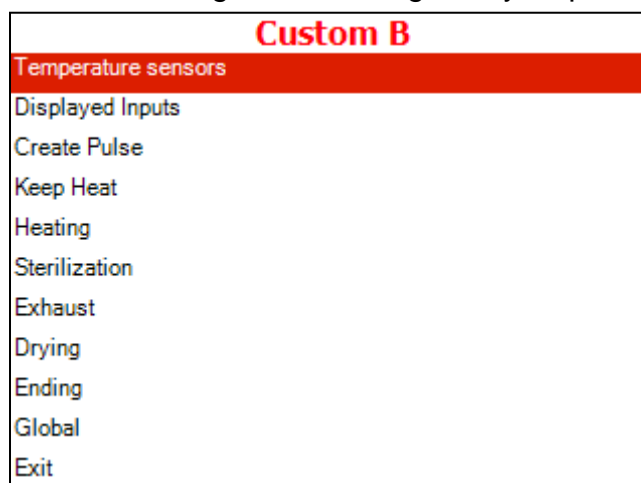 Custom B
Temperature sensors
Displayed Inputs
Create Pulse
Keep Heat
Heating
Sterilization
Exhaust
Drying
Ending
Global
Exit